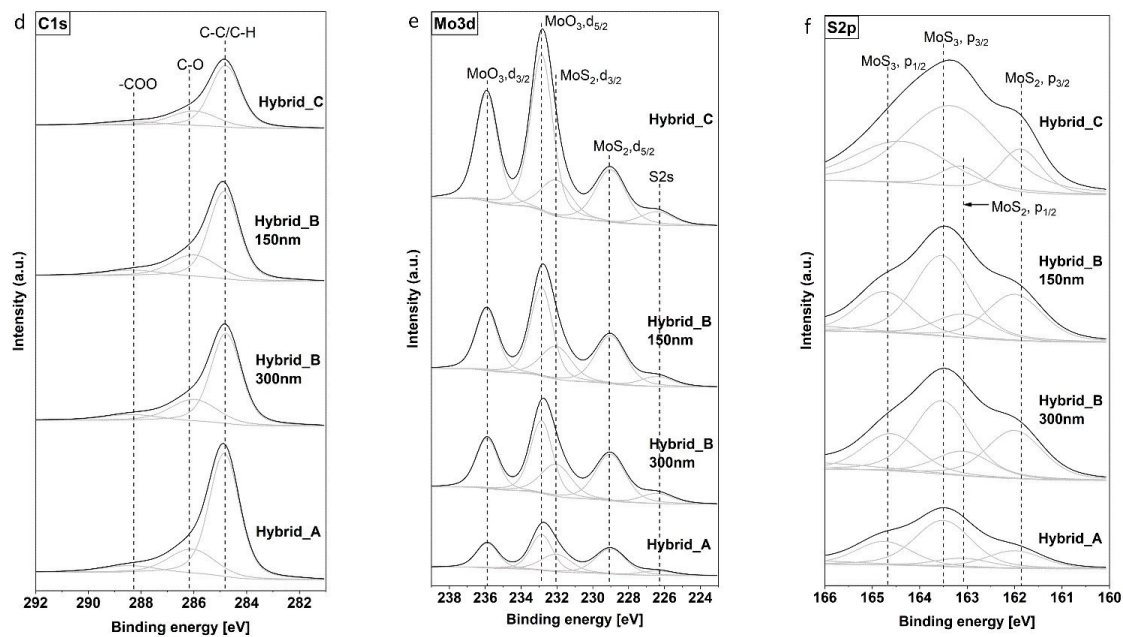 d
C1s
C-C/C-H
C-O
-COO
Hybrid_C
Hybrid_B
150nm
Hybrid_B
300nm
Hybrid_A
Intensity (a.u.)
292 290 288 286 284 282
Binding energy [eV]
e
Mo3d
MoO₃,d₅/₂
MoO₃,d₃/₂
MoS₂,d₃/₂
Hybrid_C
MoS₂,d₅/₂
S2s
Hybrid_B
150nm
Hybrid_B
300nm
Hybrid_A
Intensity (a.u.)
238 236 234 232 230 228 226 224
Binding energy [eV]
f
S2p
MoS₃, p₃/₂
MoS₃, p₁/₂
MoS₂, p₃/₂
Hybrid_C
MoS₂, p₁/₂
Hybrid_B
150nm
Hybrid_B
300nm
Hybrid_A
Intensity (a.u.)
166 165 164 163 162 161 160
Binding energy [eV]